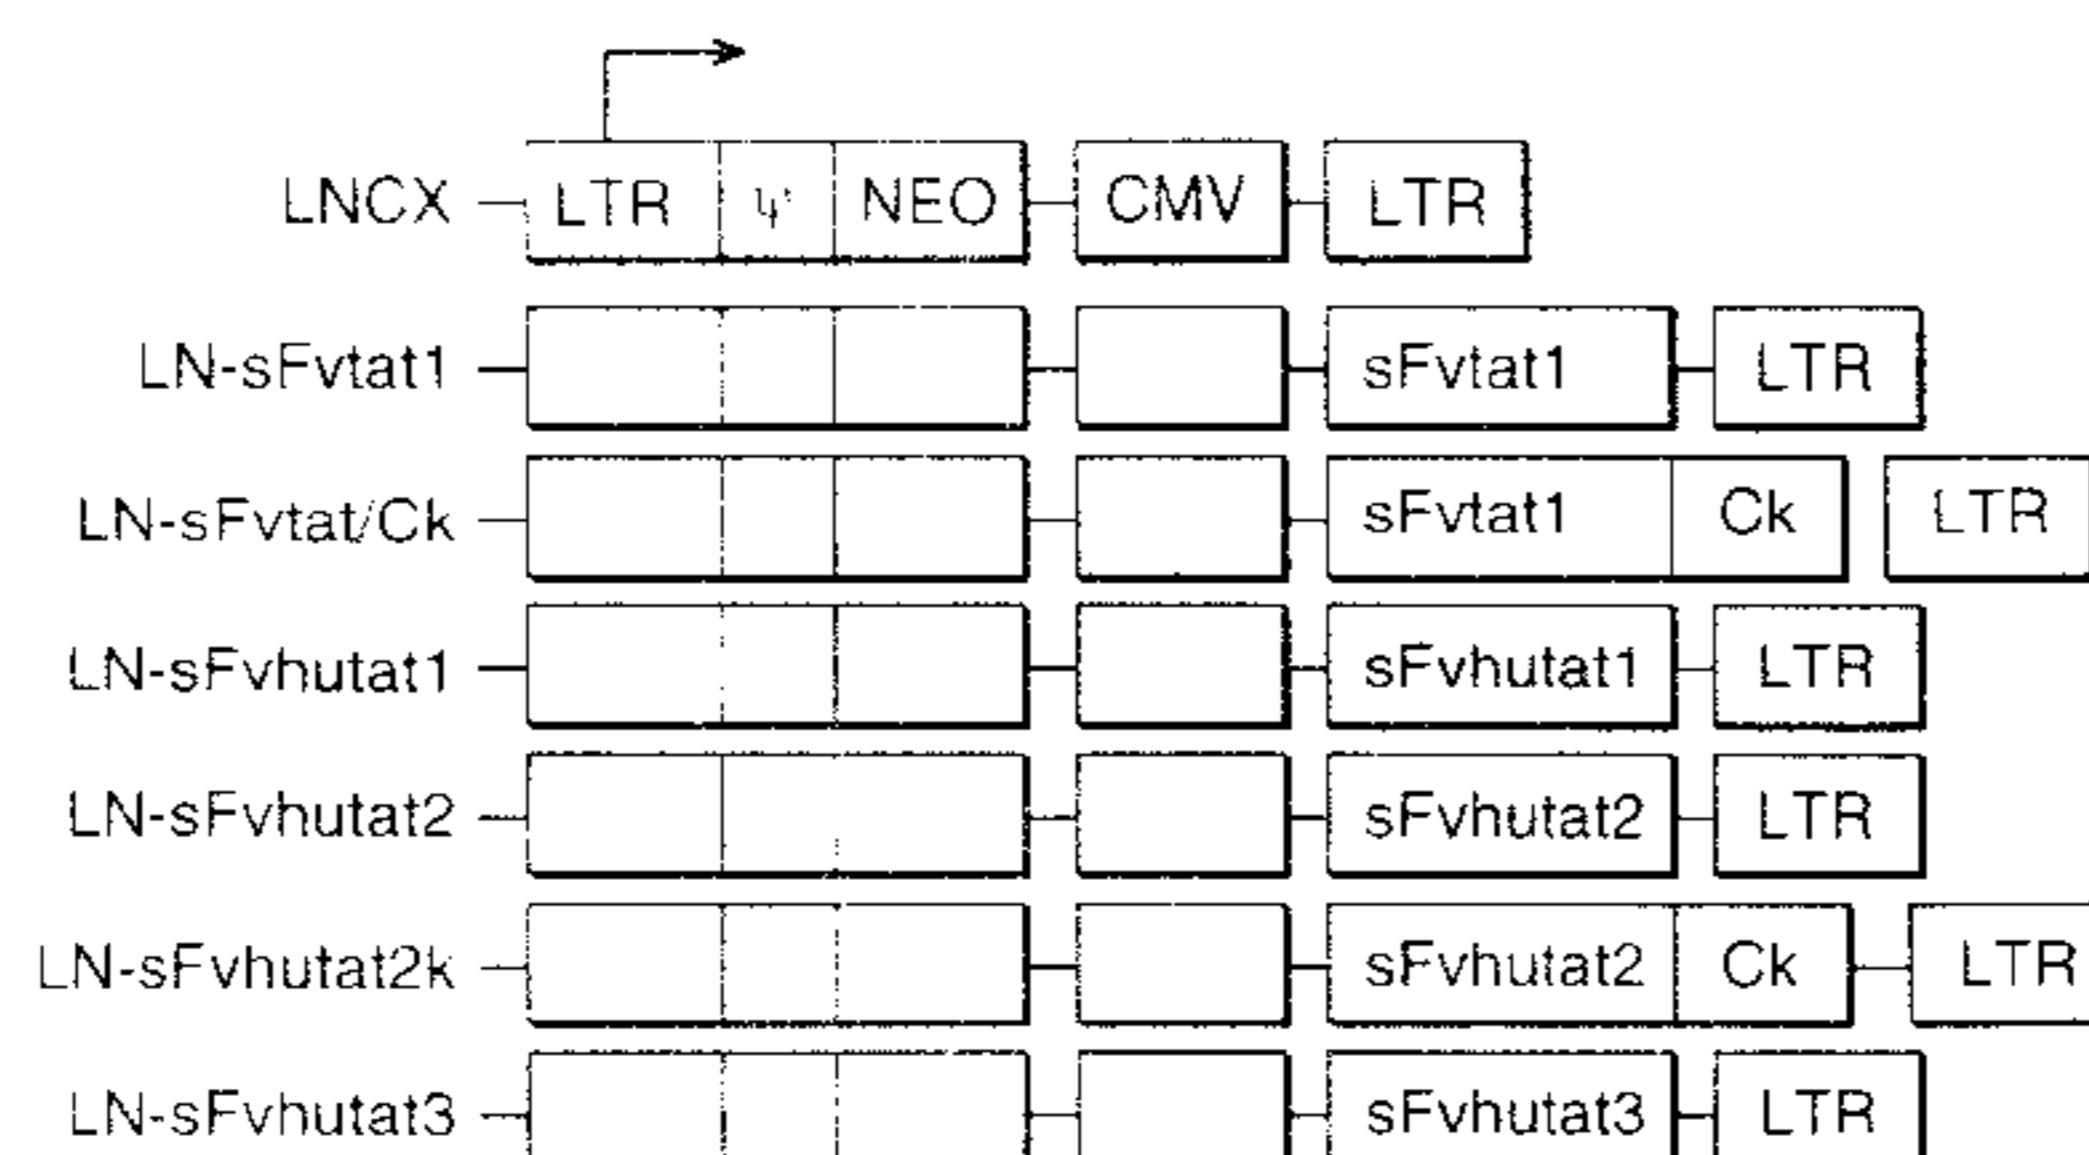 LNCX LTR Ψ NEO CMV LTR
LN-sFvtat1 sFvtat1 LTR
LN-sFvtat/Ck sFvtat1 Ck LTR
LN-sFvhutat1 sFvhutat1 LTR
LN-sFvhutat2 sFvhutat2 LTR
LN-sFvhutat2k sFvhutat2 Ck LTR
LN-sFvhutat3 sFvhutat3 LTR